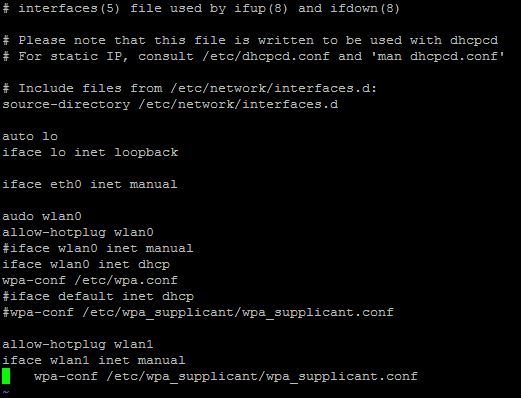 # interfaces(5) file used by ifup(8) and ifdown(8)
# Please note that this file is written to be used with dhcpcd
# For static IP, consult /etc/dhcpcd.conf and 'man dhcpcd.conf'
# Include files from /etc/network/interfaces.d:
source-directory /etc/network/interfaces.d
auto lo
iface lo inet loopback
iface eth0 inet manual
audo wlan0
allow-hotplug wlan0
#iface wlan0 inet manual
iface wlan0 inet dhcp
wpa-conf /etc/wpa.conf
#iface default inet dhcp
#wpa-conf /etc/wpa_supplicant/wpa_supplicant.conf
allow-hotplug wlan1
iface wlan1 inet manual
wpa-conf /etc/wpa_supplicant/wpa_supplicant.conf
~